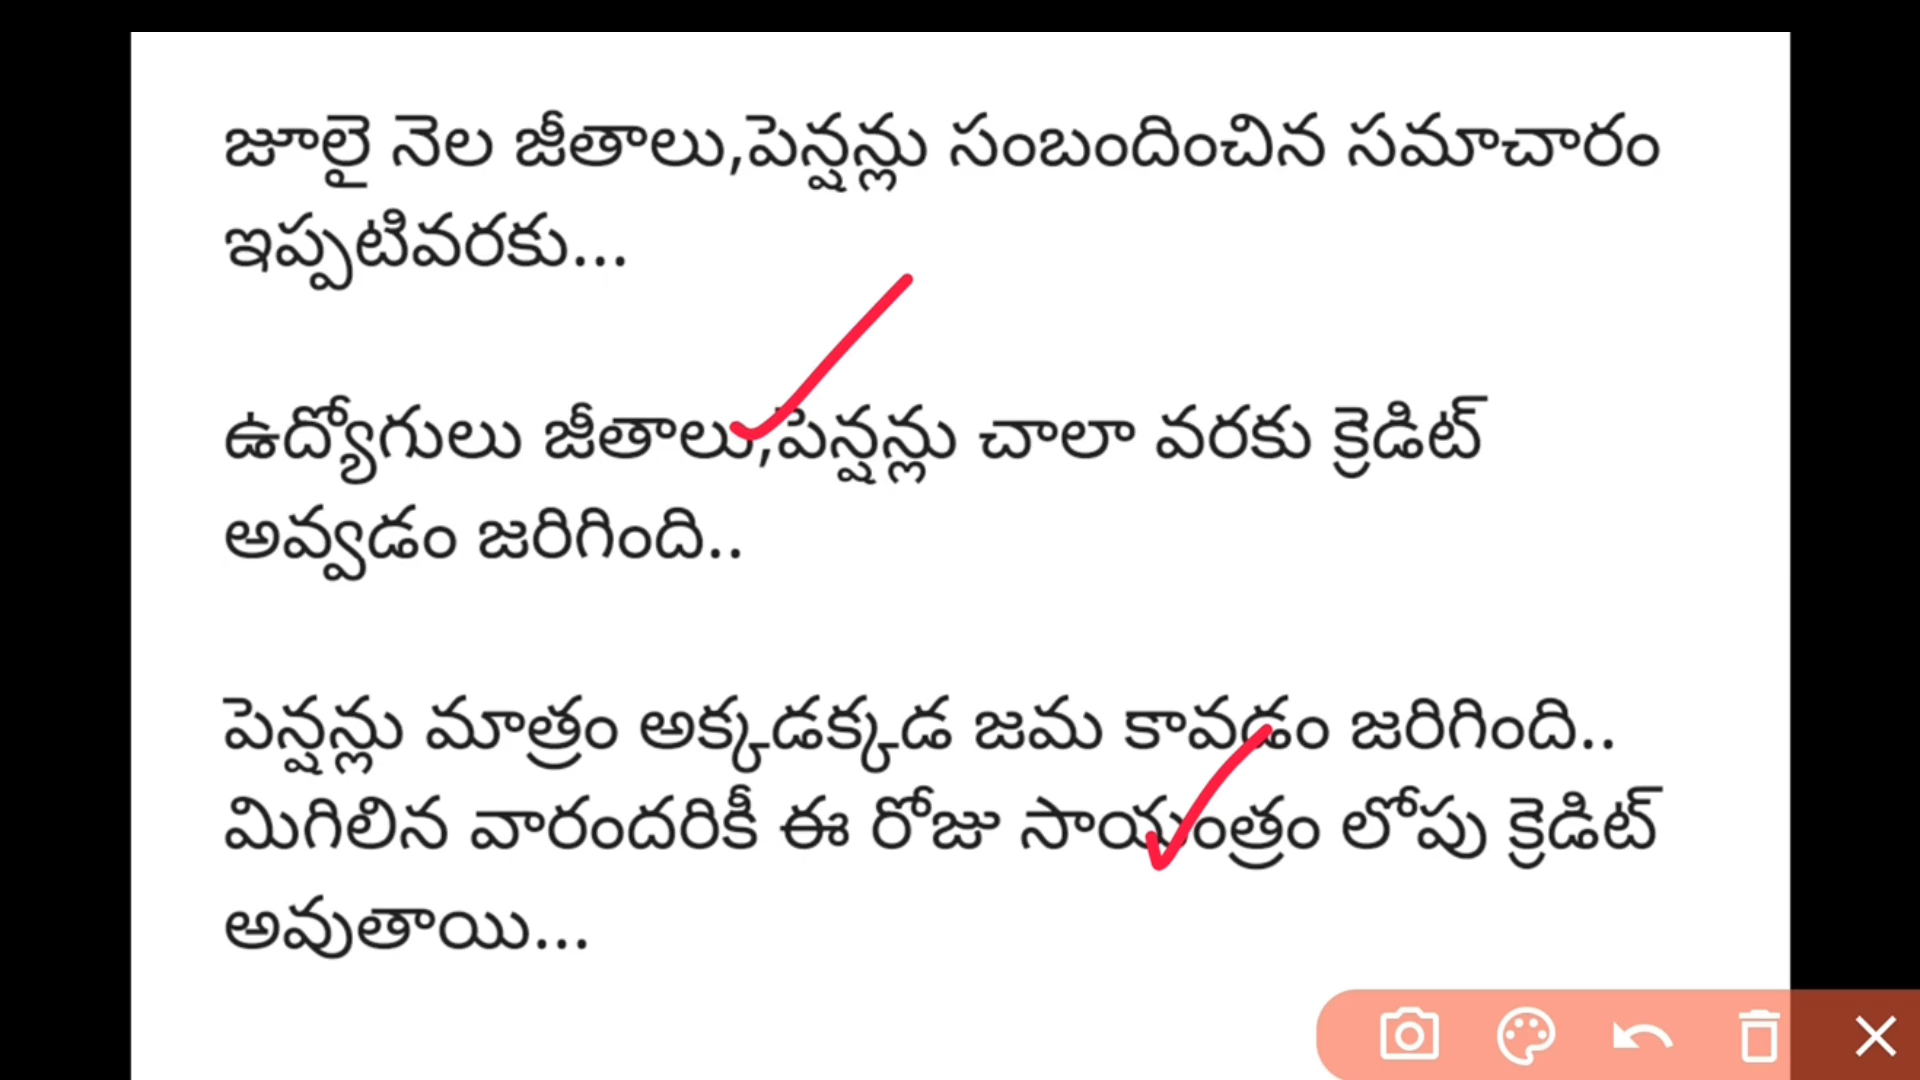 జూలై నెల జీతాలు,పెన్షన్లు సంబందించిన సమాచారం
ఇప్పటివరకు...
ఉద్యోగులు జీతాలు,పెన్షన్లు చాలా వరకు క్రెడిట్
అవ్వడం జరిగింది..
పెన్షన్లు మాత్రం అక్కడక్కడ జమ కావడం జరిగింది..
మిగిలిన వారందరికీ ఈ రోజు సాయంత్రం లోపు క్రెడిట్
అవుతాయి...